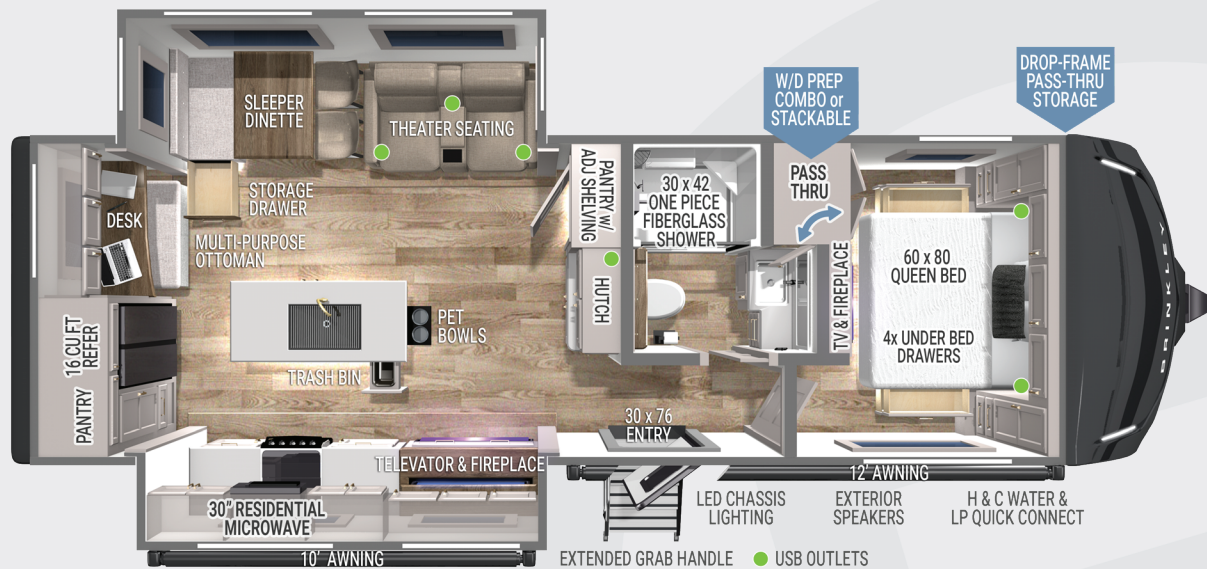 DROP-FRAME
PASS-THRU
STORAGE
W/D PREP
COMBO or
STACKABLE
SLEEPER
DINETTE
THEATER SEATING
PANTRY w/
ADJ SHELVING
30 x 42
ONE PIECE
FIBERGLASS
SHOWER
PASS
THRU
DESK
STORAGE
DRAWER
MULTI-PURPOSE
OTTOMAN
HUTCH
TV & FIREPLACE
60 x 80
QUEEN BED
4x UNDER BED
DRAWERS
BRINKLEY
16 CU FT
REFER
PANTRY
PET
BOWLS
TRASH BIN
30 x 76
ENTRY
TELEVATOR & FIREPLACE
30" RESIDENTIAL
MICROWAVE
12' AWNING
LED CHASSIS
LIGHTING
EXTERIOR
SPEAKERS
H & C WATER &
LP QUICK CONNECT
10' AWNING
EXTENDED GRAB HANDLE
USB OUTLETS